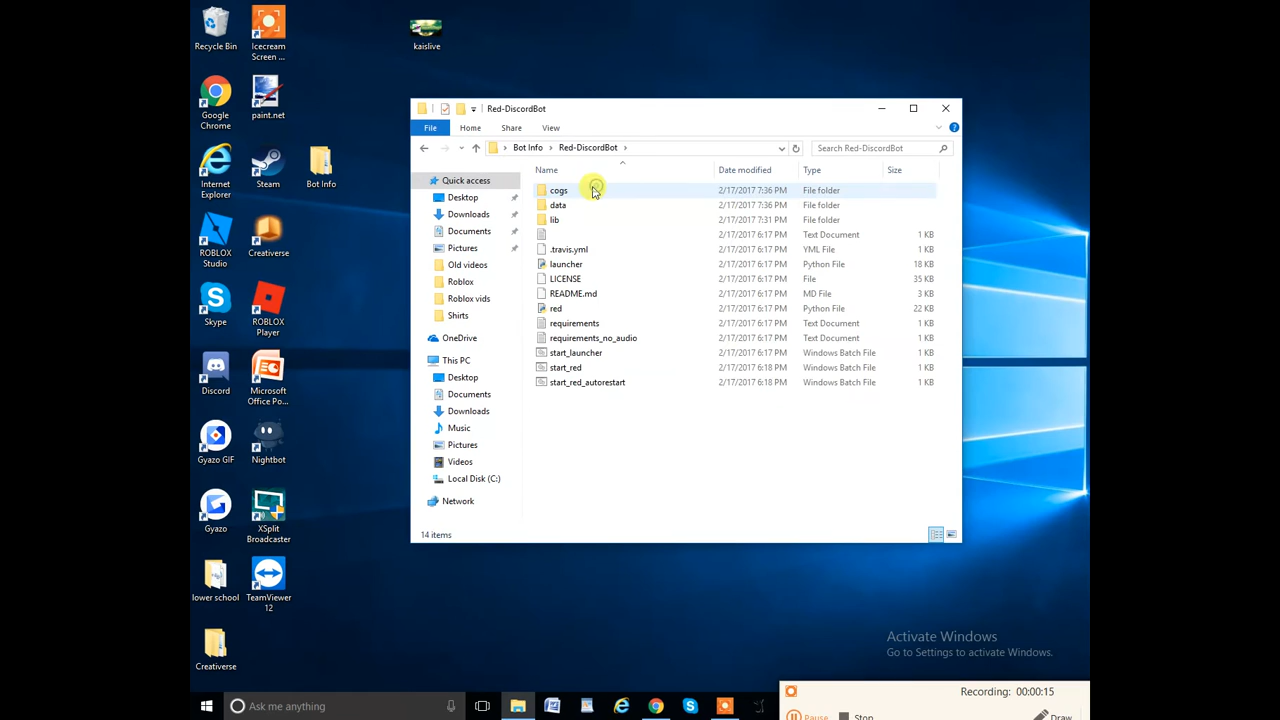 Recycle Bin
Icecream
Screen ...
kaislive
Google
Chrome
paint.net
Internet
Explorer
Steam
Bot Info
ROBLOX
Studio
Creativerse
Skype
ROBLOX
Player
Discord
Microsoft
Office Po...
Gyazo GIF
Nightbot
Gyazo
XSplit
Broadcaster
lower school
TeamViewer
12
Creativerse
Red-DiscordBot
File Home Share View
Bot Info > Red-DiscordBot >
Search Red-DiscordBot
Name Date modified Type Size
Quick access
Desktop
Downloads
Documents
Pictures
Old videos
Roblox
Roblox vids
Shirts
OneDrive
This PC
Desktop
Documents
Downloads
Music
Pictures
Videos
Local Disk (C:)
Network
cogs 2/17/2017 7:36 PM File folder
data 2/17/2017 7:36 PM File folder
lib 2/17/2017 7:31 PM File folder
2/17/2017 6:17 PM Text Document 1 KB
.travis.yml 2/17/2017 6:17 PM YML File 1 KB
launcher 2/17/2017 6:17 PM Python File 18 KB
LICENSE 2/17/2017 6:17 PM File 35 KB
README.md 2/17/2017 6:17 PM MD File 3 KB
red 2/17/2017 6:17 PM Python File 22 KB
requirements 2/17/2017 6:17 PM Text Document 1 KB
requirements_no_audio 2/17/2017 6:17 PM Text Document 1 KB
start_launcher 2/17/2017 6:17 PM Windows Batch File 1 KB
start_red 2/17/2017 6:18 PM Windows Batch File 1 KB
start_red_autorestart 2/17/2017 6:18 PM Windows Batch File 1 KB
14 items
Activate Windows
Go to Settings to activate Windows.
Recording: 00:00:15
Pause Stop Draw
Ask me anything